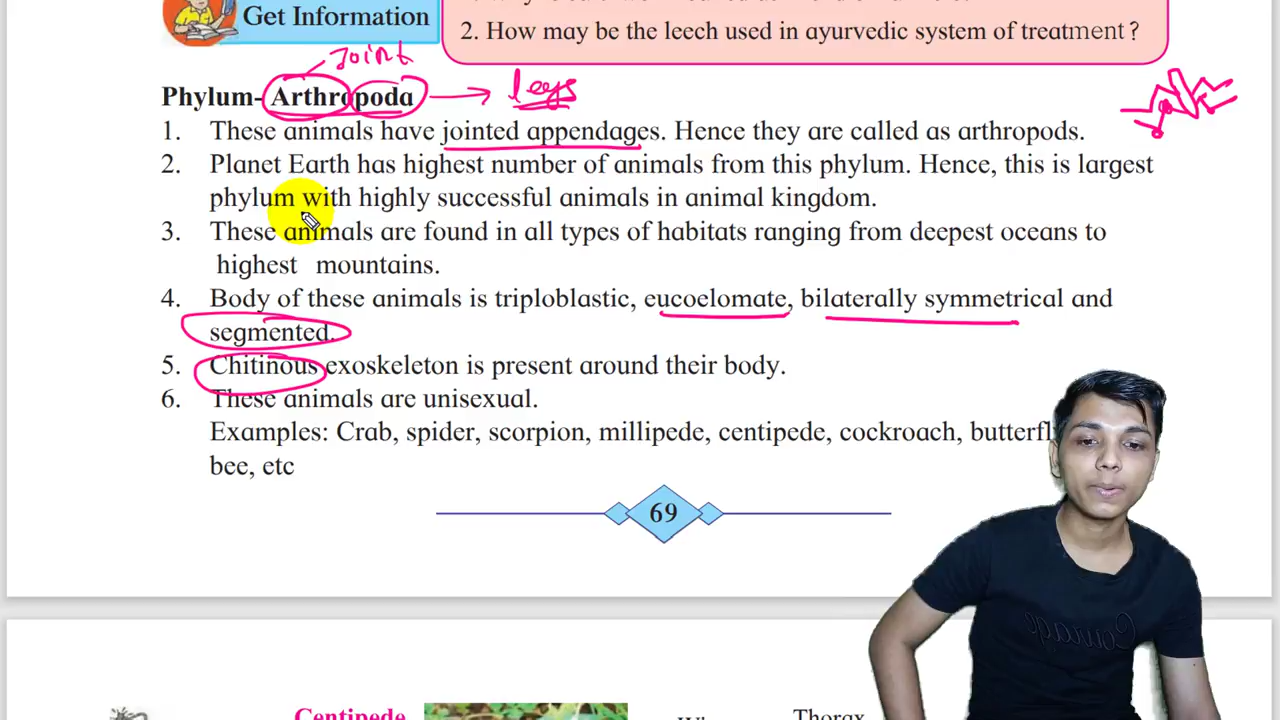 Get Information
2. How may be the leech used in ayurvedic system of treatment ?
Joint
Phylum- Arthropoda → legs
1. These animals have jointed appendages. Hence they are called as arthropods.
2. Planet Earth has highest number of animals from this phylum. Hence, this is largest
phylum with highly successful animals in animal kingdom.
3. These animals are found in all types of habitats ranging from deepest oceans to
highest mountains.
4. Body of these animals is triploblastic, eucoelomate, bilaterally symmetrical and
segmented.
5. Chitinous exoskeleton is present around their body.
6. These animals are unisexual.
Examples: Crab, spider, scorpion, millipede, centipede, cockroach,
bee, etc
69
Centipede
Thorax